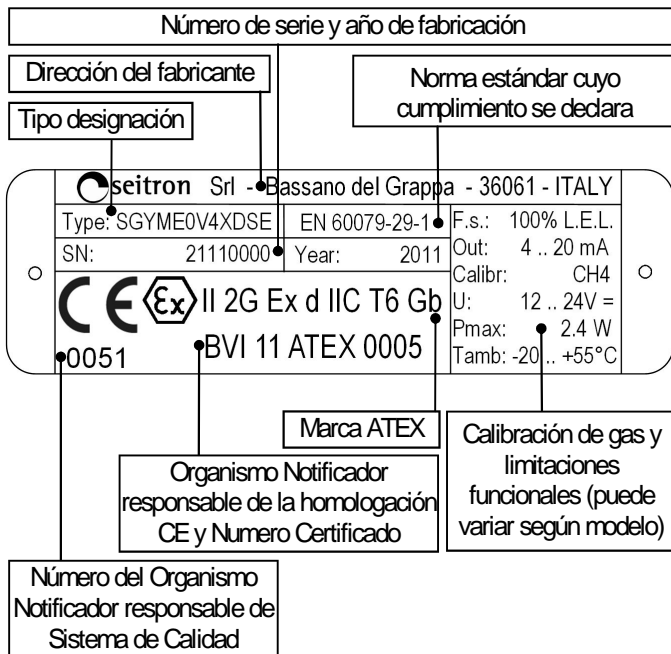 Número de serie y año de fabricación
Dirección del fabricante
Norma estándar cuyo
cumplimiento se declara
Tipo designación
seitron Srl - Bassano del Grappa - 36061 - ITALY
Type: SGYME0V4XDSE
EN 60079-29-1
SN: 21110000
Year: 2011
F.s.: 100% L.E.L.
Out: 4 .. 20 mA
Calibr: CH4
U: 12 .. 24V =
Pmax: 2.4 W
Tamb: -20 .. +55°C
CE Ex II 2G Ex d IIC T6 Gb
0051
BVI 11 ATEX 0005
Marca ATEX
Calibración de gas y
limitaciones
funcionales (puede
variar según modelo)
Organismo Notificador
responsable de la homologación
CE y Numero Certificado
Número del Organismo
Notificador responsable de
Sistema de Calidad